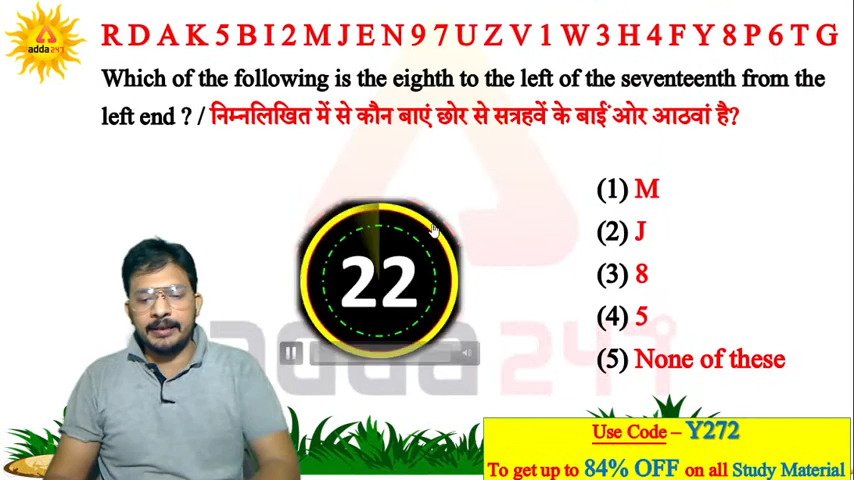 R D A K 5 B I 2 M J E N 9 7 U Z V 1 W 3 H 4 F Y 8 P 6 T G
adda247
Which of the following is the eighth to the left of the seventeenth from the
left end ? / निम्नलिखित में से कौन बाएं छोर से सत्रहवें के बाईं ओर आठवां है?
(1) M
(2) J
(3) 8
(4) 5
(5) None of these
22
adda247
Use Code – Y272
To get up to 84% OFF on all Study Material